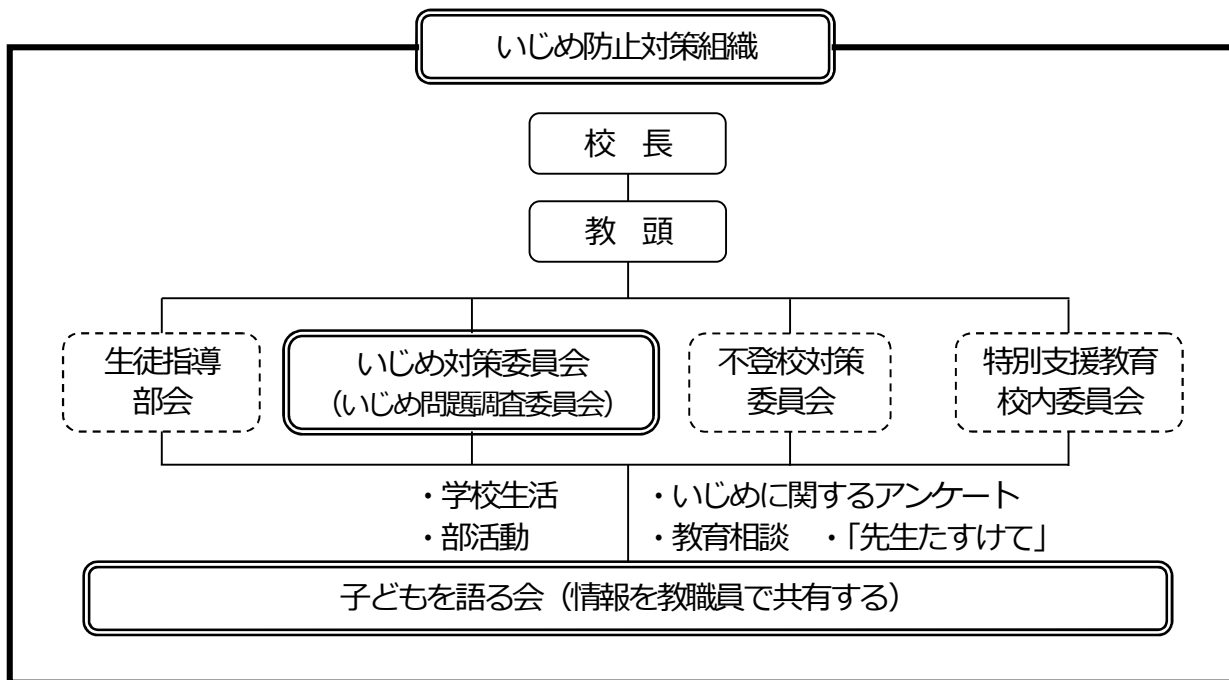 いじめ防止対策組織
校　長
教　頭
生徒指導
部会
いじめ対策委員会
（いじめ問題調査委員会）
不登校対策
委員会
特別支援教育
校内委員会
・学校生活
・部活動
・いじめに関するアンケート
・教育相談　・「先生たすけて」
子どもを語る会（情報を教職員で共有する）